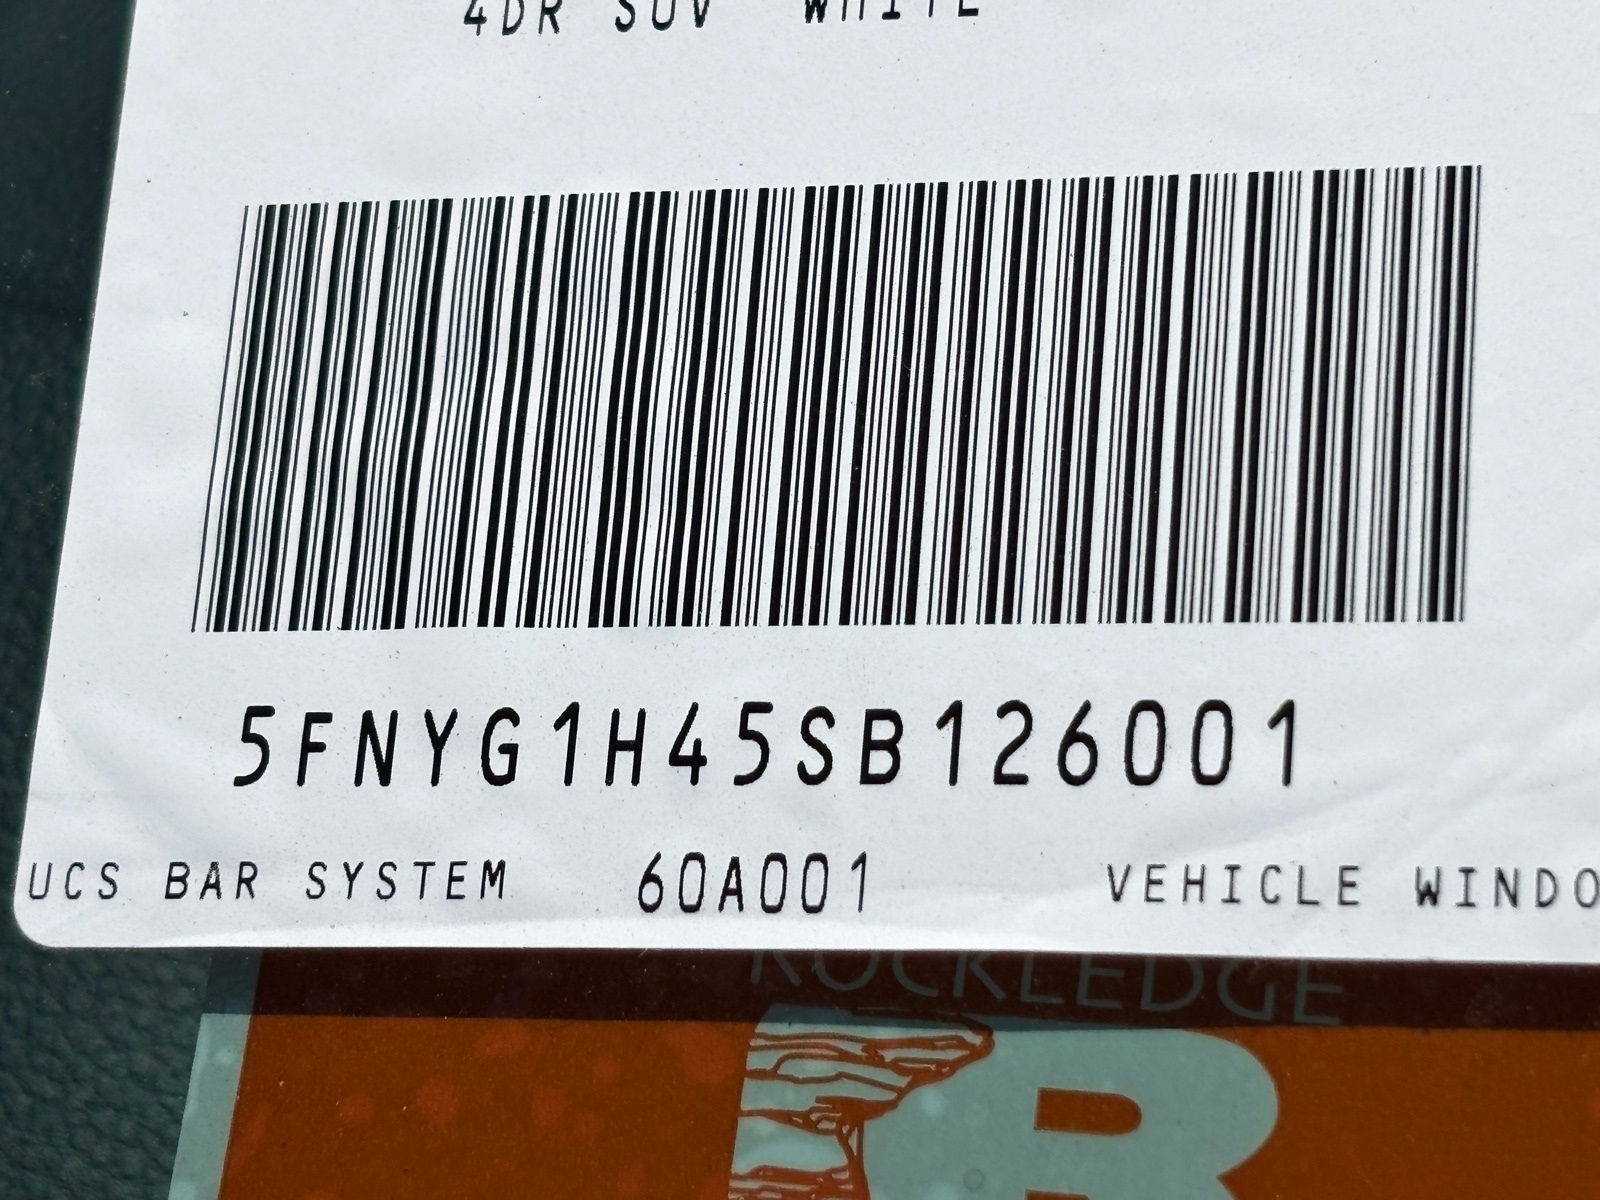 4DR SUV WHITE
5FNYG1H45SB126001
UCS BAR SYSTEM 60A001 VEHICLE WINDO
ROCKLEDGE
R